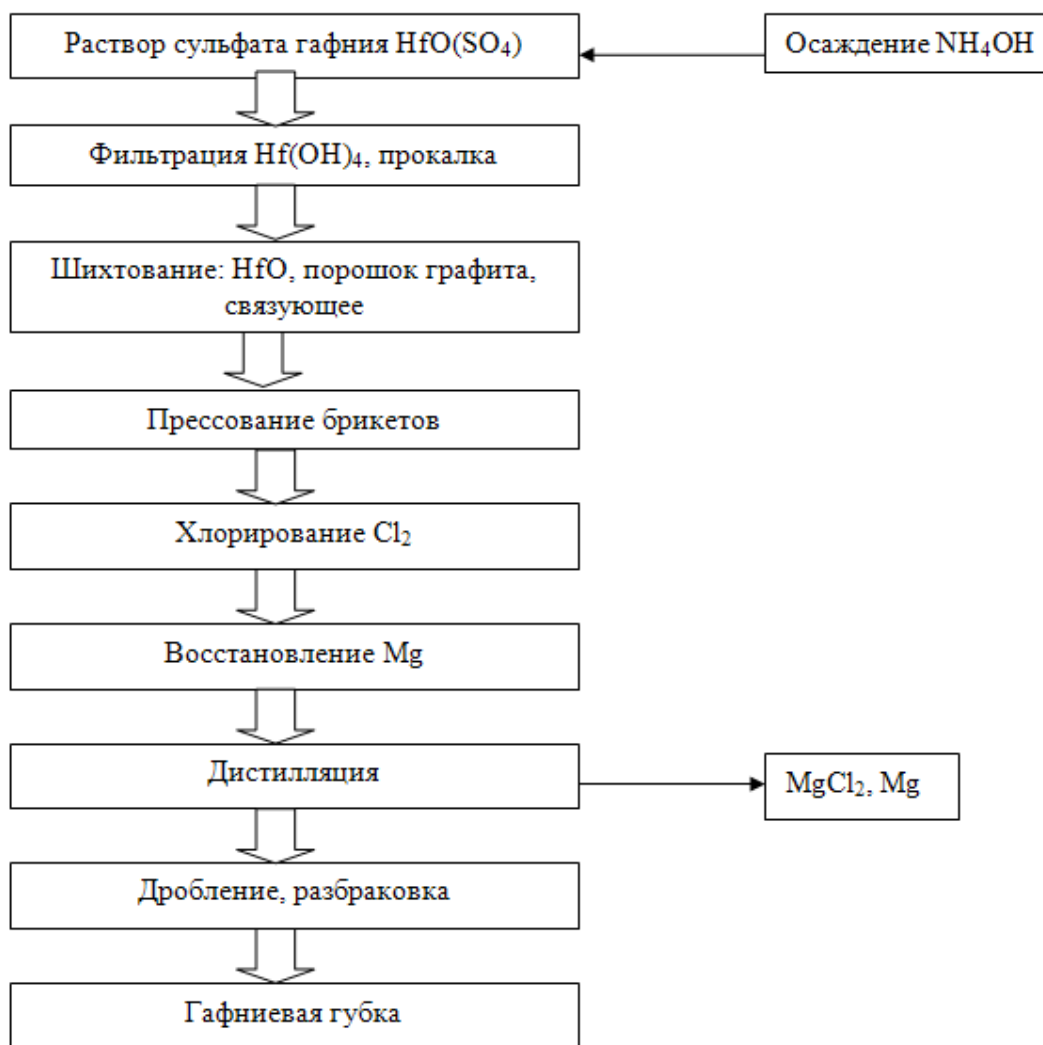 Раствор сульфата гафния HfO(SO₄)
Осаждение NH₄OH
Фильтрация Hf(OH)₄, прокалка
Шихтование: HfO, порошок графита,
связующее
Прессование брикетов
Хлорирование Cl₂
Восстановление Mg
Дистилляция
MgCl₂, Mg
Дробление, разбраковка
Гафниевая губка